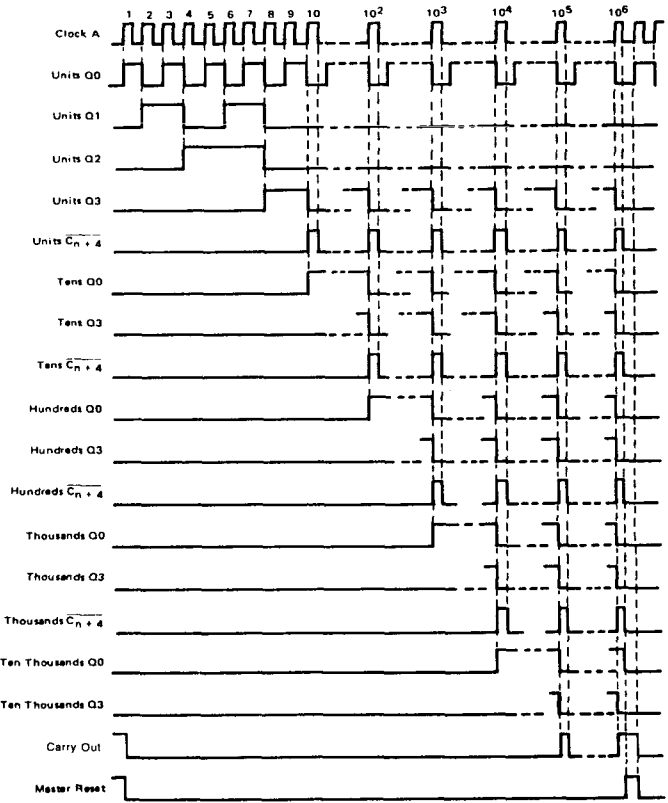 1 2 3 4 5 6 7 8 9 10 10² 10³ 10⁴ 10⁵ 10⁶
Clock A
Units Q0
Units Q1
Units Q2
Units Q3
Units C̅n + 4
Tens Q0
Tens Q3
Tens C̅n + 4
Hundreds Q0
Hundreds Q3
Hundreds C̅n + 4
Thousands Q0
Thousands Q3
Thousands C̅n + 4
Ten Thousands Q0
Ten Thousands Q3
Carry Out
Master Reset